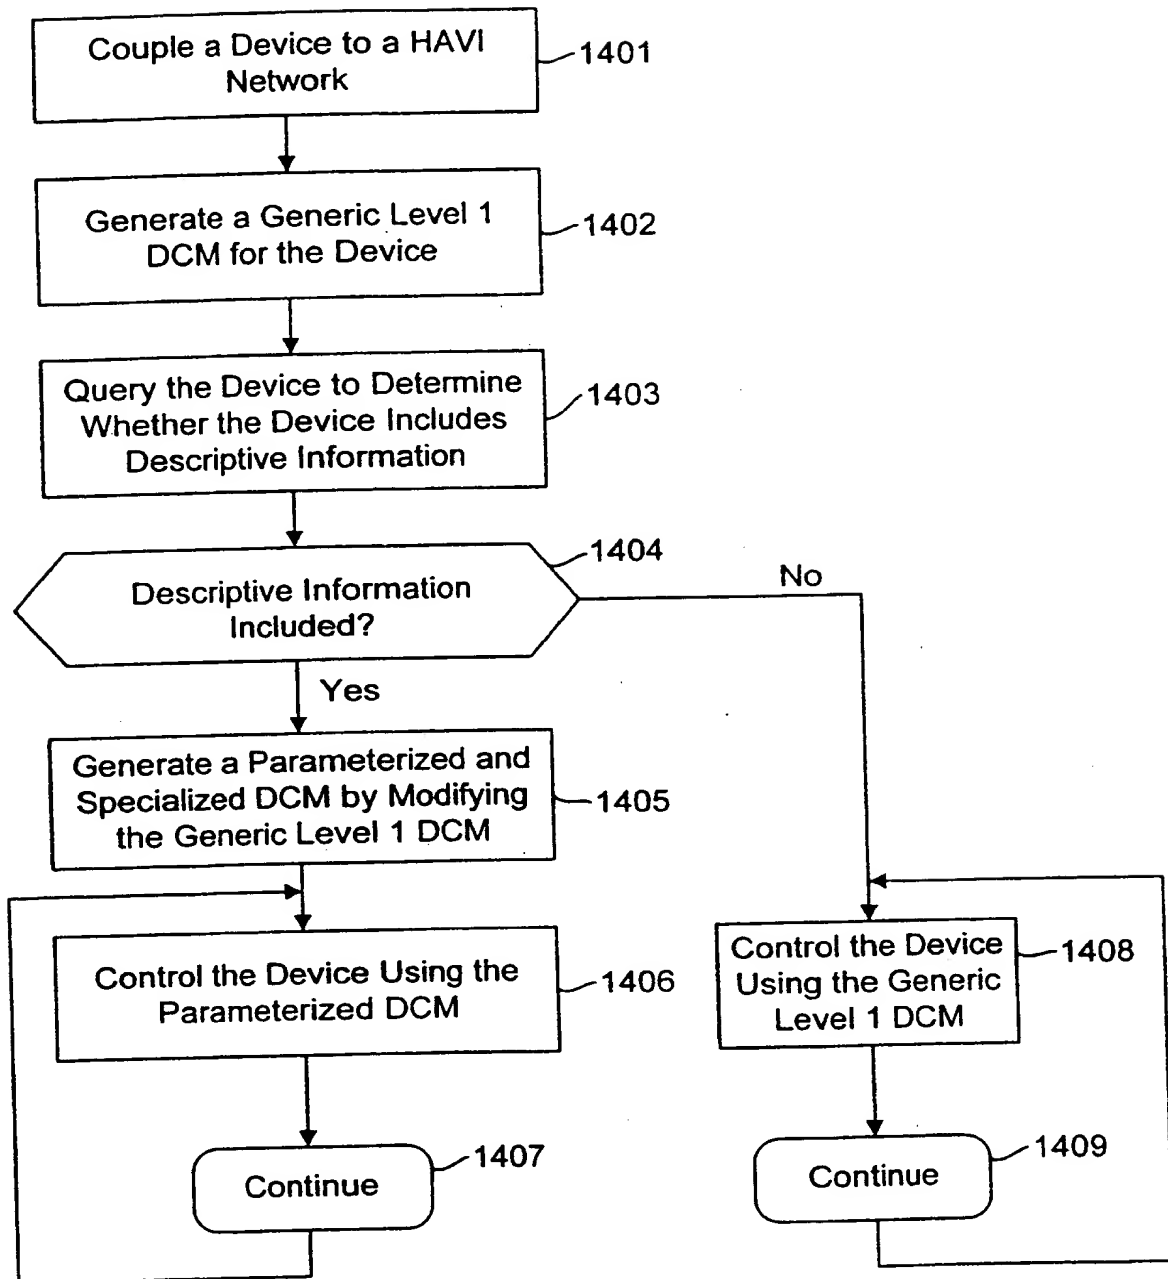 Couple a Device to a HAVI
Network
1401
Generate a Generic Level 1
DCM for the Device
1402
Query the Device to Determine
Whether the Device Includes
Descriptive Information
1403
Descriptive Information
Included?
1404
No
Yes
Generate a Parameterized and
Specialized DCM by Modifying
the Generic Level 1 DCM
1405
Control the Device Using the
Parameterized DCM
1406
Control the Device
Using the Generic
Level 1 DCM
1408
Continue
1407
Continue
1409